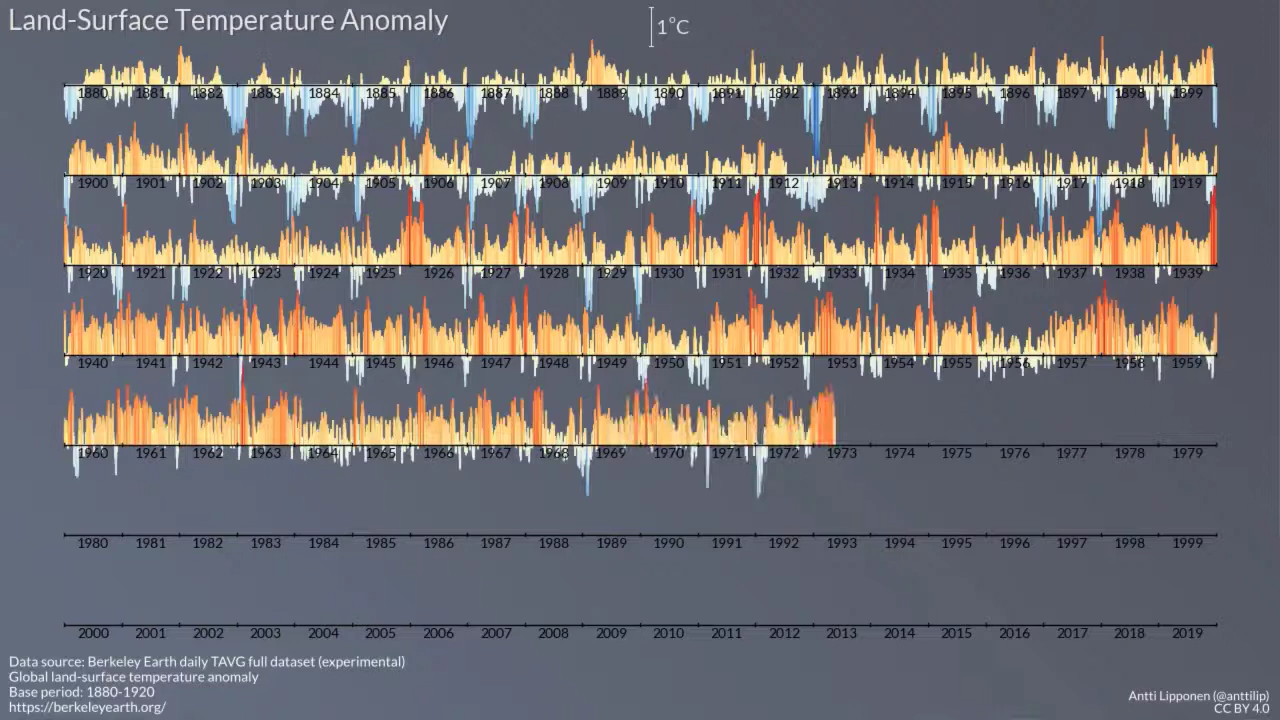 Land-Surface Temperature Anomaly
1°C
1880 1881 1882 1883 1884 1885 1886 1887 1888 1889 1890 1891 1892 1893 1894 1895 1896 1897 1898 1899
1900 1901 1902 1903 1904 1905 1906 1907 1908 1909 1910 1911 1912 1913 1914 1915 1916 1917 1918 1919
1920 1921 1922 1923 1924 1925 1926 1927 1928 1929 1930 1931 1932 1933 1934 1935 1936 1937 1938 1939
1940 1941 1942 1943 1944 1945 1946 1947 1948 1949 1950 1951 1952 1953 1954 1955 1956 1957 1958 1959
1960 1961 1962 1963 1964 1965 1966 1967 1968 1969 1970 1971 1972 1973 1974 1975 1976 1977 1978 1979
1980 1981 1982 1983 1984 1985 1986 1987 1988 1989 1990 1991 1992 1993 1994 1995 1996 1997 1998 1999
2000 2001 2002 2003 2004 2005 2006 2007 2008 2009 2010 2011 2012 2013 2014 2015 2016 2017 2018 2019
Data source: Berkeley Earth daily TAVG full dataset (experimental)
Global land-surface temperature anomaly
Base period: 1880-1920
https://berkeleyearth.org/
Antti Lipponen (@anttilip)
CC BY 4.0